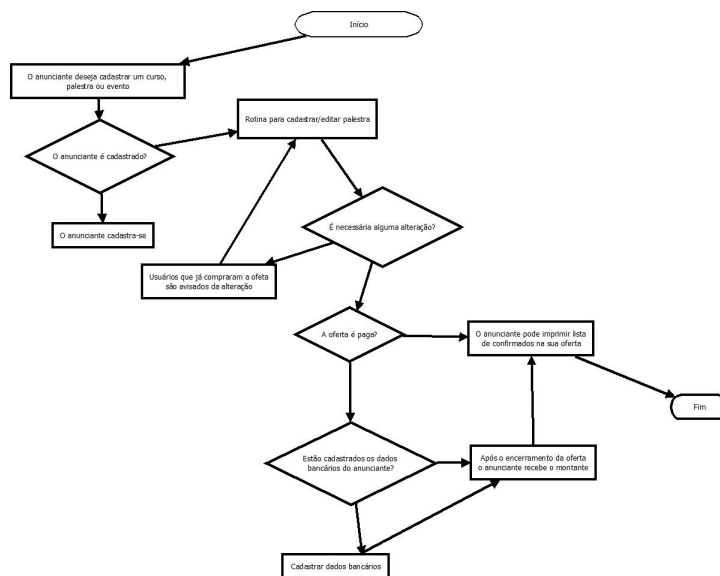 Início
O anunciante deseja cadastrar um curso,
palestra ou evento
Rotina para cadastrar/editar palestra
O anunciante é cadastrado?
O anunciante cadastra-se
É necessária alguma alteração?
Usuários que já compraram a ofeta
são avisados da alteração
A oferta é paga?
O anunciante pode imprimir lista
de confirmados na sua oferta
Fim
Estão cadastrados os dados
bancários do anunciante?
Após o encerramento da oferta
o anunciante recebe o montante
Cadastrar dados bancários